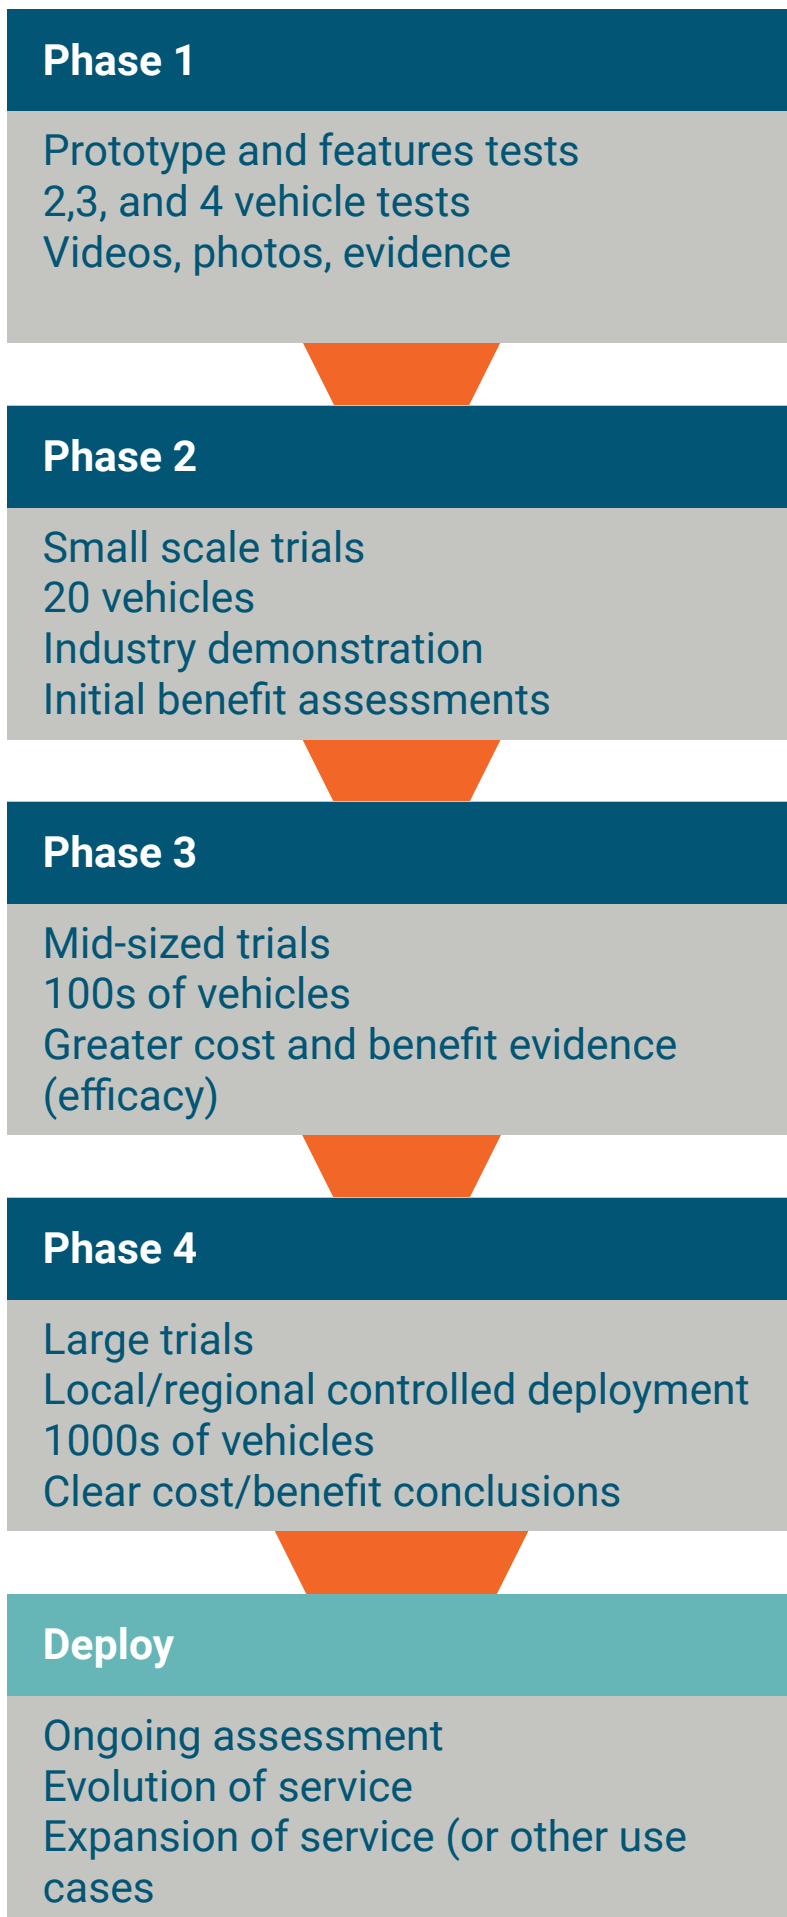 Phase 1
Prototype and features tests
2,3, and 4 vehicle tests
Videos, photos, evidence
Phase 2
Small scale trials
20 vehicles
Industry demonstration
Initial benefit assessments
Phase 3
Mid-sized trials
100s of vehicles
Greater cost and benefit evidence
(efficacy)
Phase 4
Large trials
Local/regional controlled deployment
1000s of vehicles
Clear cost/benefit conclusions
Deploy
Ongoing assessment
Evolution of service
Expansion of service (or other use
cases